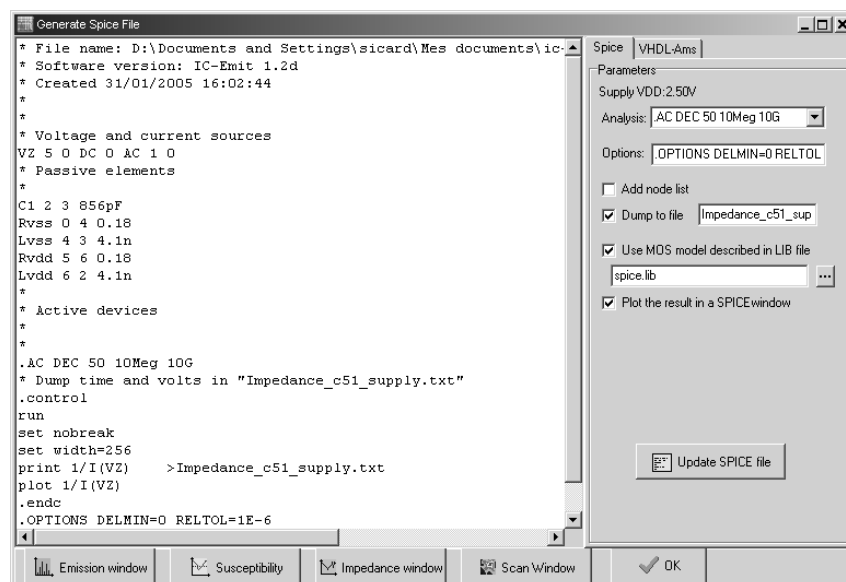 Generate Spice File
* File name: D:\Documents and Settings\sicard\Mes documents\ic-
* Software version: IC-Emit 1.2d
* Created 31/01/2005 16:02:44
*
*
* Voltage and current sources
VZ 5 0 DC 0 AC 1 0
* Passive elements
*
C1 2 3 856pF
Rvss 0 4 0.18
Lvss 4 3 4.1n
Rvdd 5 6 0.18
Lvdd 6 2 4.1n
*
* Active devices
*
*
.AC DEC 50 10Meg 10G
* Dump time and volts in "Impedance_c51_supply.txt"
.control
run
set nobreak
set width=256
print 1/I(VZ)    >Impedance_c51_supply.txt
plot 1/I(VZ)
.endc
.OPTIONS DELMIN=0 RELTOL=1E-6
Spice
VHDL-Ams
Parameters
Supply VDD:2.50V
Analysis: .AC DEC 50 10Meg 10G
Options: .OPTIONS DELMIN=0 RELTOL
Add node list
Dump to file Impedance_c51_sup
Use MOS model described in LIB file
spice.lib
...
Plot the result in a SPICE window
Update SPICE file
Emission window
Susceptibility
Impedance window
Scan Window
OK